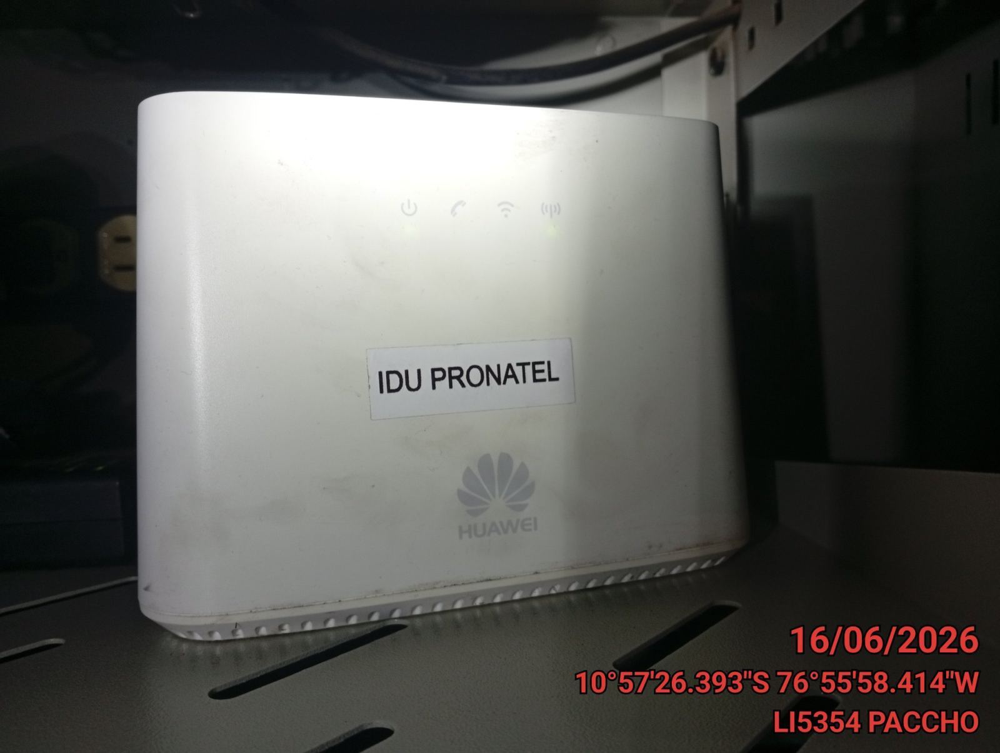 IDU PRONATEL
HUAWEI
16/06/2026
10°57'26.393"S 76°55'58.414"W
LI5354 PACCHO